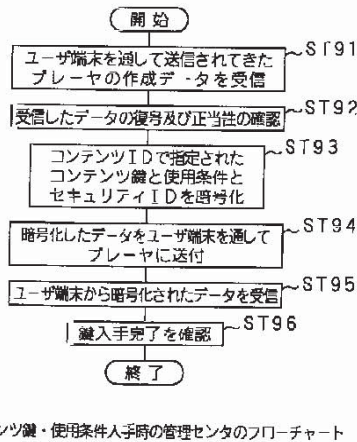 開始
ユーザ端末を通して送信されてきた
プレーヤの作成データを受信
ST91
受信したデータの復号及び正当性の確認
ST92
コンテンツIDで指定された
コンテンツ鍵と使用条件と
セキュリティIDを暗号化
ST93
暗号化したデータをユーザ端末を通して
プレーヤに送付
ST94
ユーザ端末から暗号化されたデータを受信
ST95
鍵入手完了を確認
ST96
終了
ンツ鍵・使用条件入手時の管理センタのフローチャート